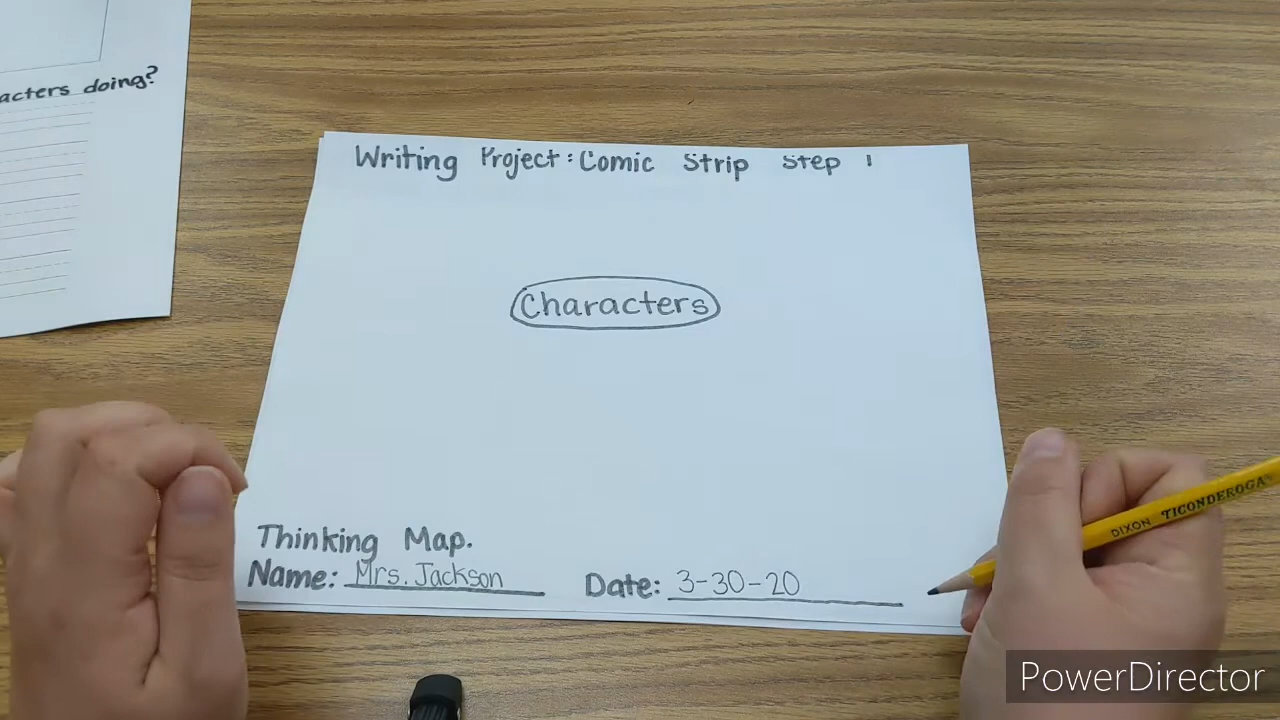 acters doing?
Writing Project: Comic Strip Step 1
Characters
Thinking Map.
Name: Mrs. Jackson Date: 3-30-20
DIXON TICONDEROGA
PowerDirector